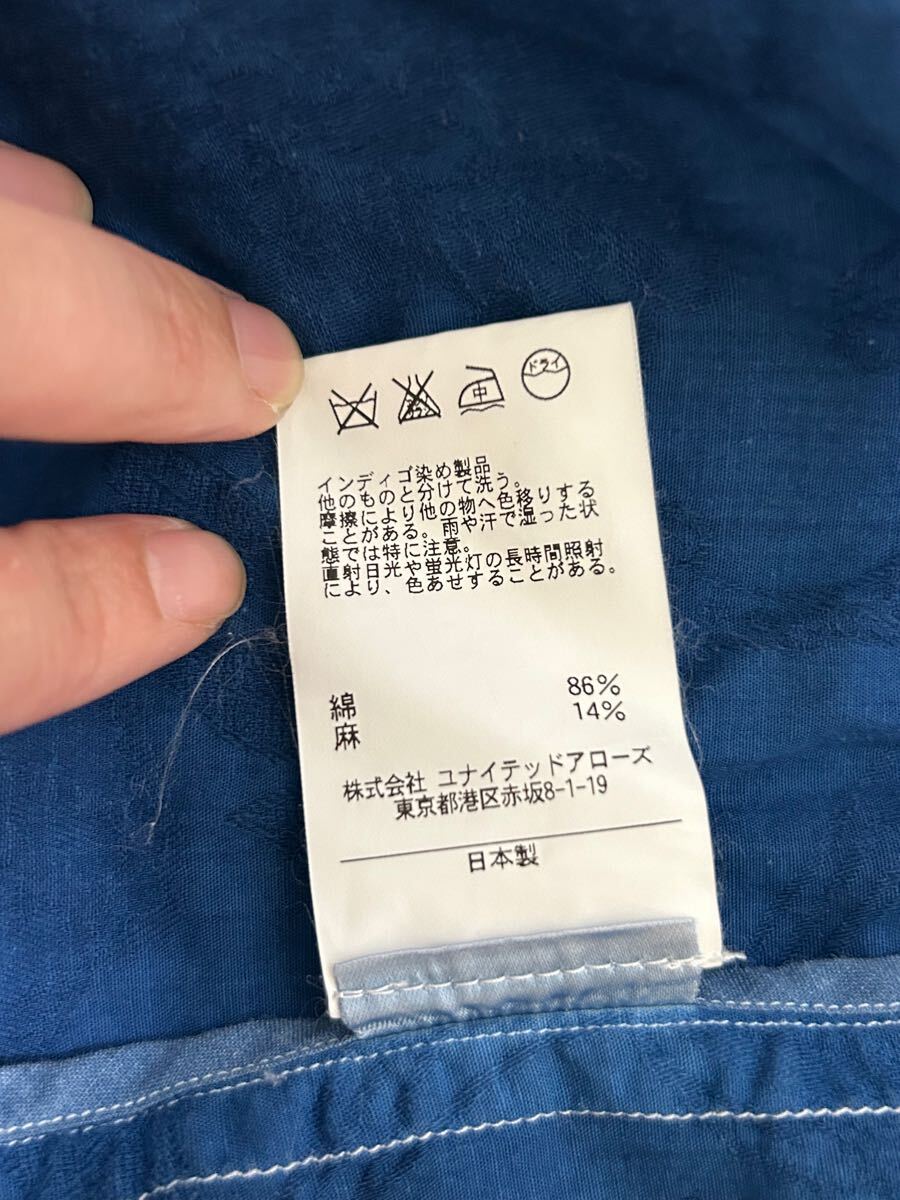 中 ドライ
インディゴ染め製品
他のものと分けて洗う。
摩擦により他の物へ色移りする
ことがある。雨や汗で湿った状
態では特に注意。
直射日光や蛍光灯の長時間照射
により、色あせすることがある。
綿 86%
麻 14%
株式会社 ユナイテッドアローズ
東京都港区赤坂8-1-19
日本製